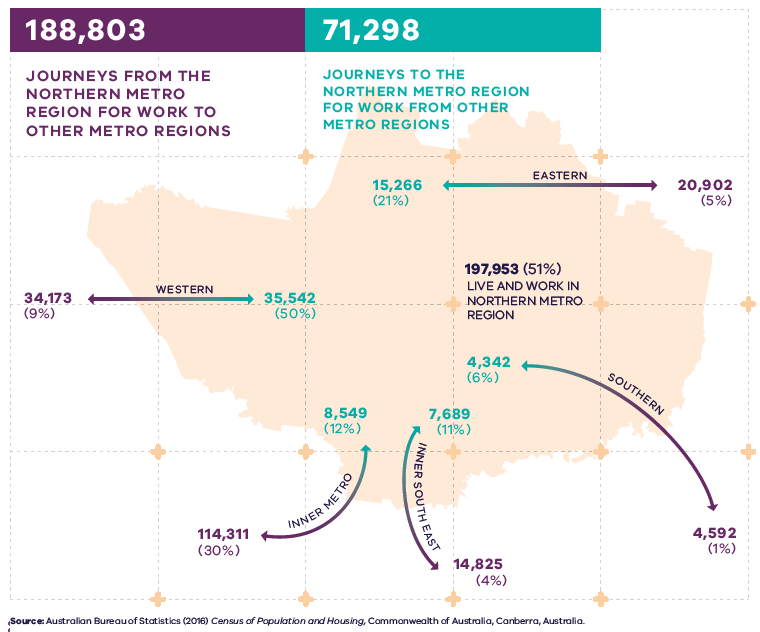 188,803
71,298
JOURNEYS FROM THE
NORTHERN METRO
REGION FOR WORK TO
OTHER METRO REGIONS
JOURNEYS TO THE
NORTHERN METRO REGION
FOR WORK FROM OTHER
METRO REGIONS
15,266
(21%)
EASTERN
20,902
(5%)
34,173
(9%)
WESTERN
35,542
(50%)
197,953 (51%)
LIVE AND WORK IN
NORTHERN METRO
REGION
4,342
(6%)
SOUTHERN
4,592
(1%)
8,549
(12%)
INNER METRO
114,311
(30%)
7,689
(11%)
INNER SOUTH EAST
14,825
(4%)
Source: Australian Bureau of Statistics (2016) Census of Population and Housing, Commonwealth of Australia, Canberra, Australia.